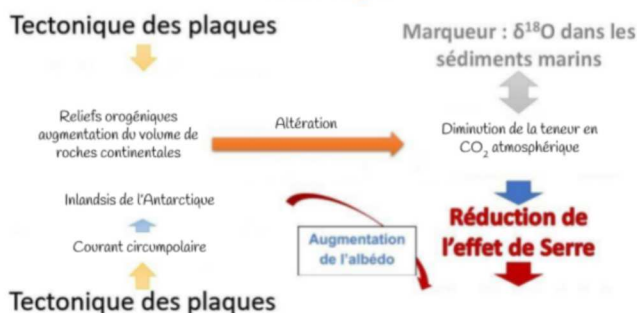 Tectonique des plaques
Marqueur : δ¹⁸O dans les
sédiments marins
Reliefs orogéniques
augmentation du volume de
roches continentales
Altération
Diminution de la teneur en
CO₂ atmosphérique
Inlandsis de l'Antarctique
Courant circumpolaire
Augmentation
de l'albédo
Réduction de
l'effet de Serre
Tectonique des plaques